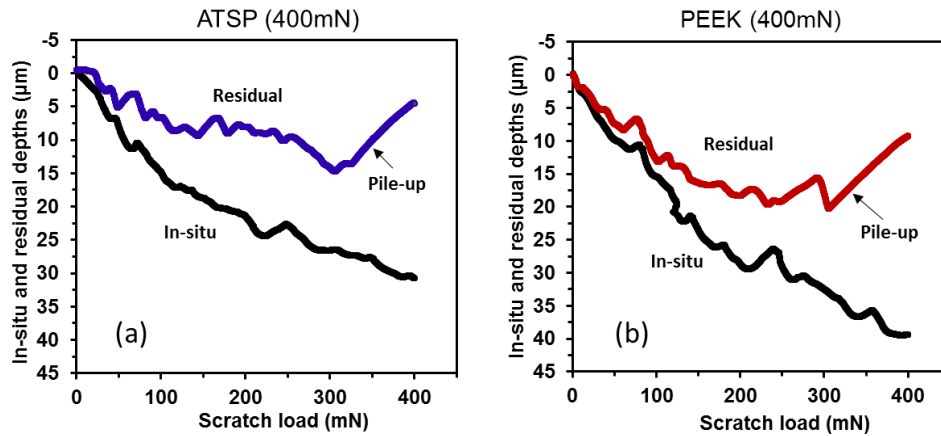 ATSP (400mN)
In-situ and residual depths (µm)
-5
0
5
10
15
20
25
30
35
40
45
Residual
Pile-up
In-situ
(a)
0 100 200 300 400
Scratch load (mN)
PEEK (400mN)
In-situ and residual depths (µm)
-5
0
5
10
15
20
25
30
35
40
45
Residual
Pile-up
In-situ
(b)
0 100 200 300 400
Scratch load (mN)